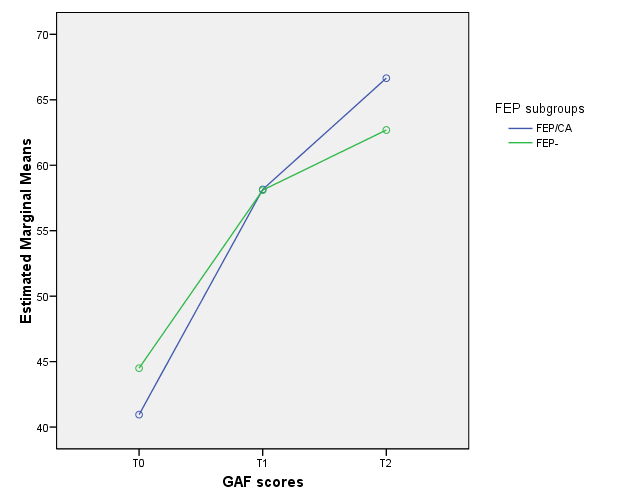 70
65
60
55
50
45
40
Estimated Marginal Means
T0
T1
T2
GAF scores
FEP subgroups
FEP/CA
FEP-